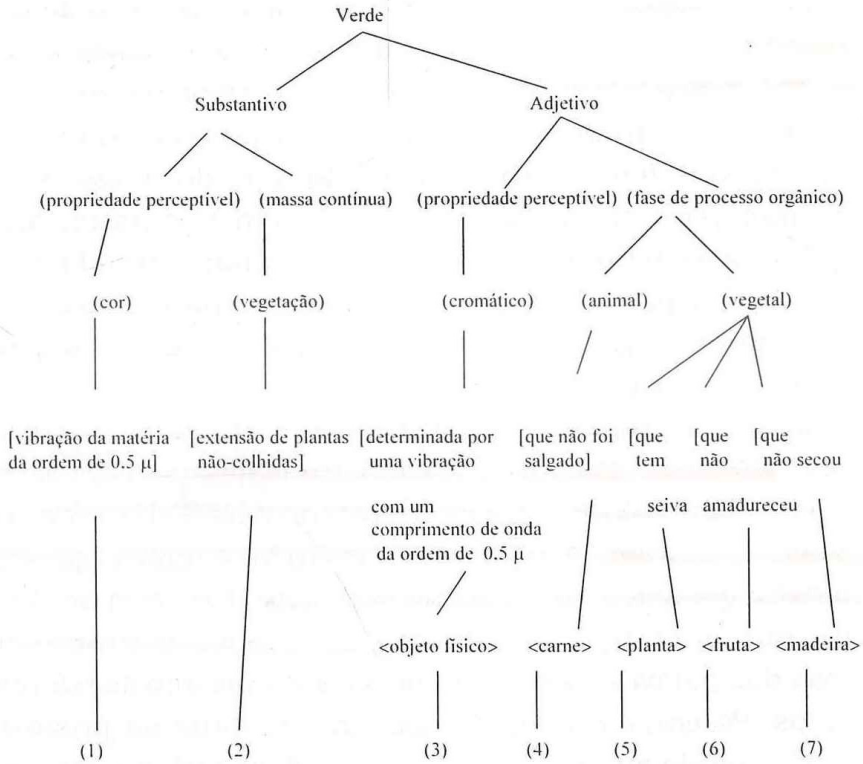 Verde
Substantivo Adjetivo
(propriedade perceptível) (massa contínua) (propriedade perceptível) (fase de processo orgânico)
(cor) (vegetação) (cromático) (animal) (vegetal)
[vibração da matéria [extensão de plantas [determinada por [que não foi [que [que [que
da ordem de 0.5 µ] não-colhidas] uma vibração salgado] tem não não secou
com um seiva amadureceu
comprimento de onda
da ordem de 0.5 µ
<objeto físico> <carne> <planta> <fruta> <madeira>
(1) (2) (3) (4) (5) (6) (7)